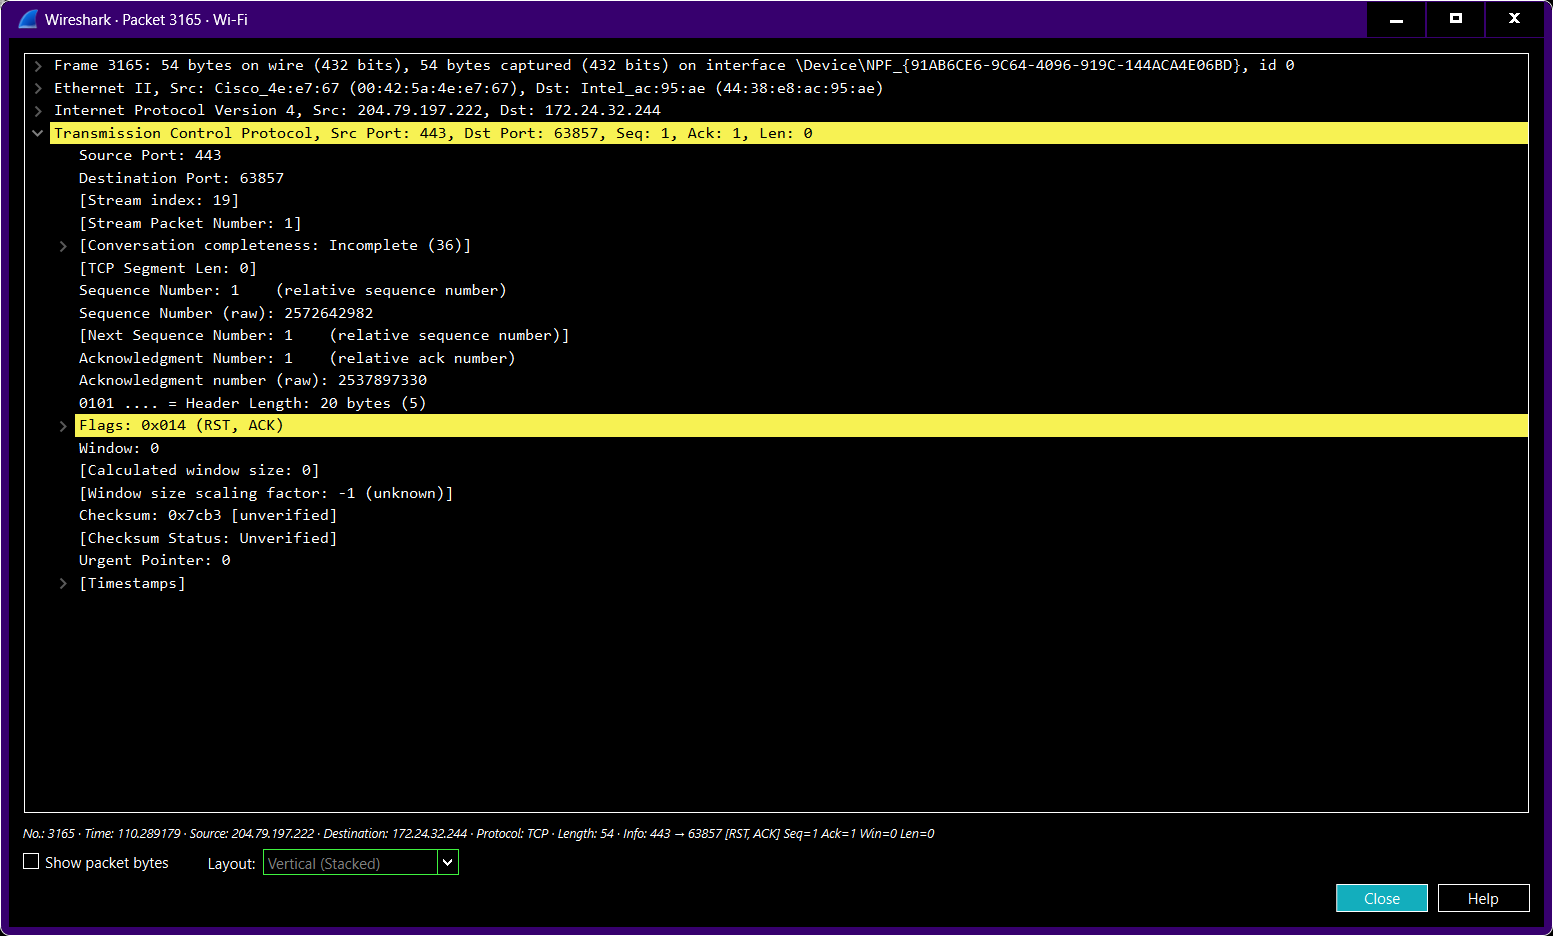 Wireshark · Packet 3165 · Wi-Fi
Frame 3165: 54 bytes on wire (432 bits), 54 bytes captured (432 bits) on interface \Device\NPF_{91AB6CE6-9C64-4096-919C-144ACA4E06BD}, id 0
Ethernet II, Src: Cisco_4e:e7:67 (00:42:5a:4e:e7:67), Dst: Intel_ac:95:ae (44:38:e8:ac:95:ae)
Internet Protocol Version 4, Src: 204.79.197.222, Dst: 172.24.32.244
Transmission Control Protocol, Src Port: 443, Dst Port: 63857, Seq: 1, Ack: 1, Len: 0
Source Port: 443
Destination Port: 63857
[Stream index: 19]
[Stream Packet Number: 1]
[Conversation completeness: Incomplete (36)]
[TCP Segment Len: 0]
Sequence Number: 1    (relative sequence number)
Sequence Number (raw): 2572642982
[Next Sequence Number: 1    (relative sequence number)]
Acknowledgment Number: 1    (relative ack number)
Acknowledgment number (raw): 2537897330
0101 .... = Header Length: 20 bytes (5)
Flags: 0x014 (RST, ACK)
Window: 0
[Calculated window size: 0]
[Window size scaling factor: -1 (unknown)]
Checksum: 0x7cb3 [unverified]
[Checksum Status: Unverified]
Urgent Pointer: 0
[Timestamps]
No.: 3165 · Time: 110.289179 · Source: 204.79.197.222 · Destination: 172.24.32.244 · Protocol: TCP · Length: 54 · Info: 443 → 63857 [RST, ACK] Seq=1 Ack=1 Win=0 Len=0
Show packet bytes Layout: Vertical (Stacked)
Close Help